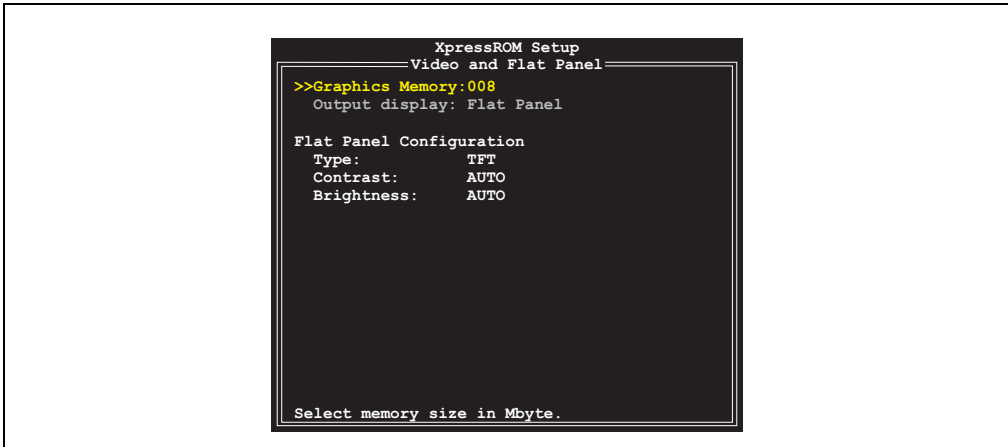 XpressROM Setup
Video and Flat Panel
>>Graphics Memory:008
Output display: Flat Panel
Flat Panel Configuration
Type: TFT
Contrast: AUTO
Brightness: AUTO
Select memory size in Mbyte.